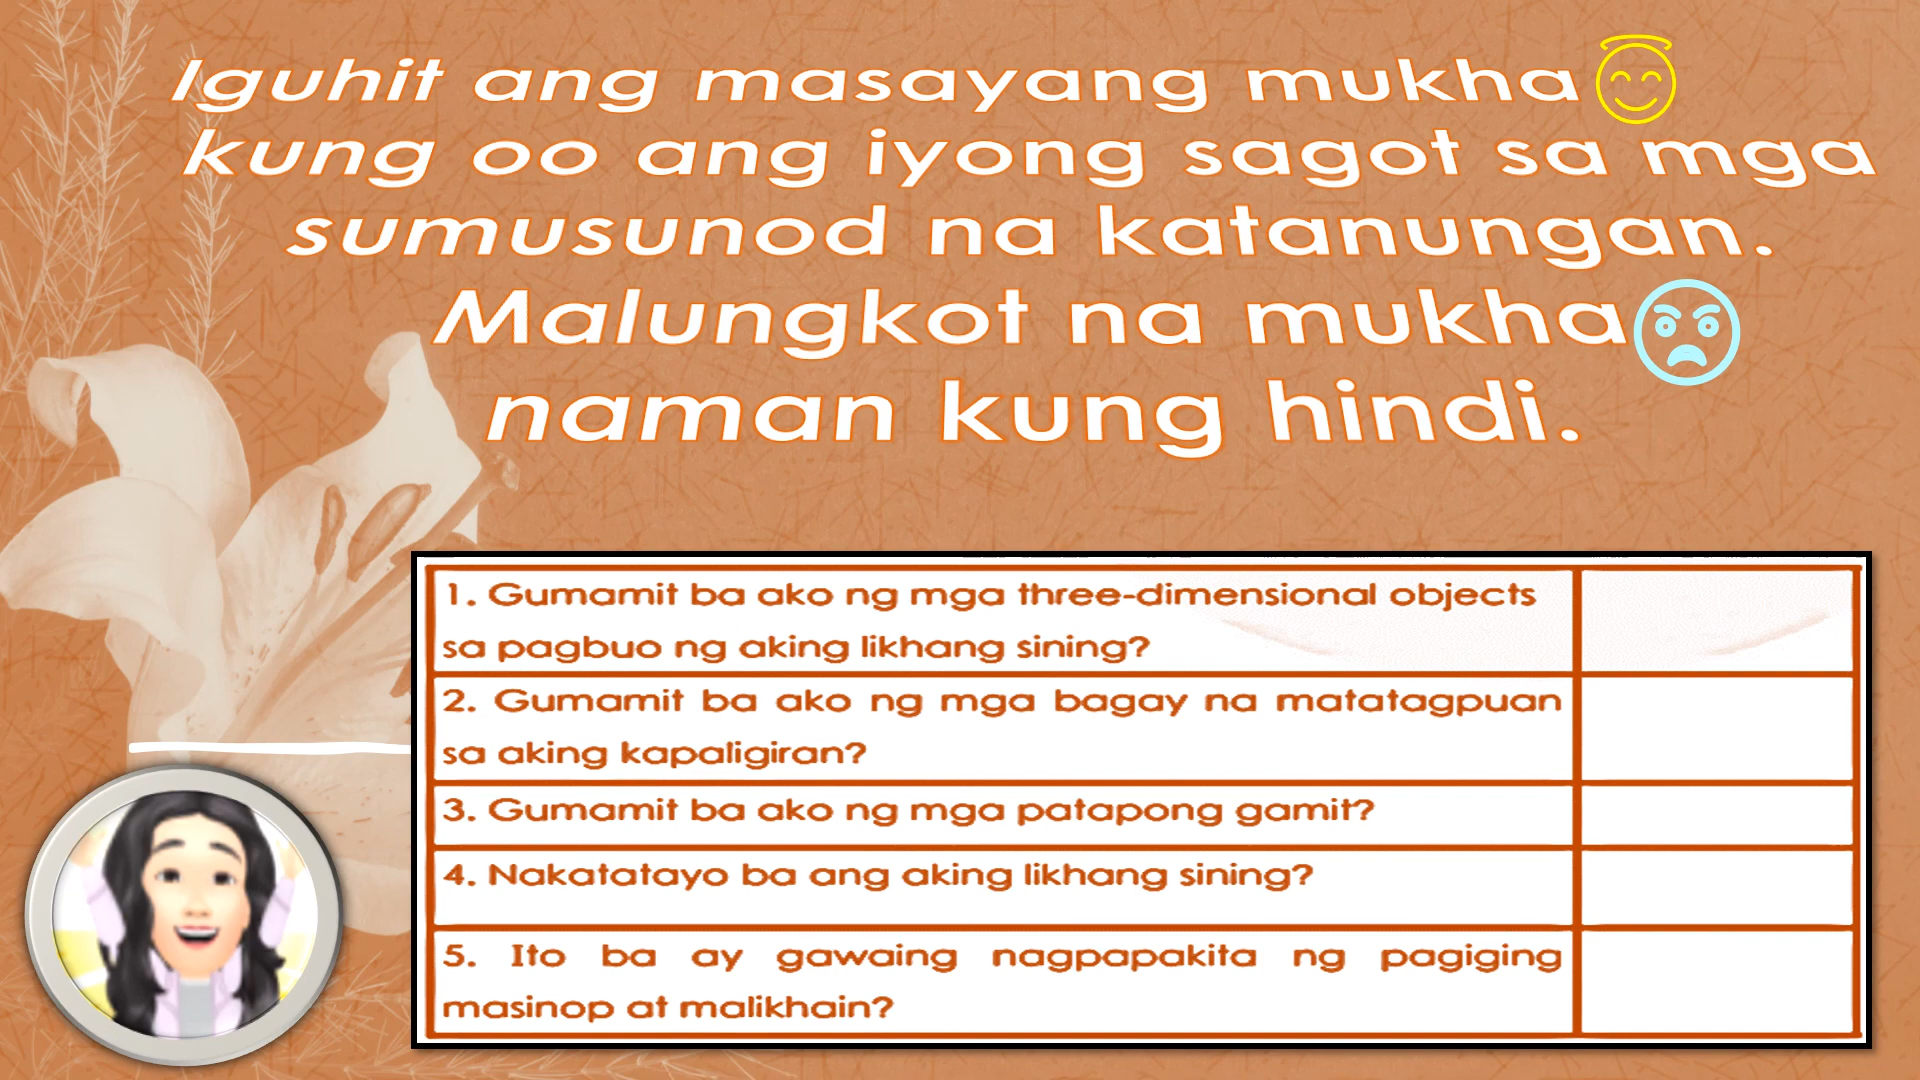 Iguhit ang masayang mukha
kung oo ang iyong sagot sa mga
sumusunod na katanungan.
Malungkot na mukha
naman kung hindi.
1. Gumamit ba ako ng mga three-dimensional objects
sa pagbuo ng aking likhang sining?
2. Gumamit ba ako ng mga bagay na matatagpuan
sa aking kapaligiran?
3. Gumamit ba ako ng mga patapong gamit?
4. Nakatatayo ba ang aking likhang sining?
5. Ito ba ay gawaing nagpapakita ng pagiging
masinop at malikhain?